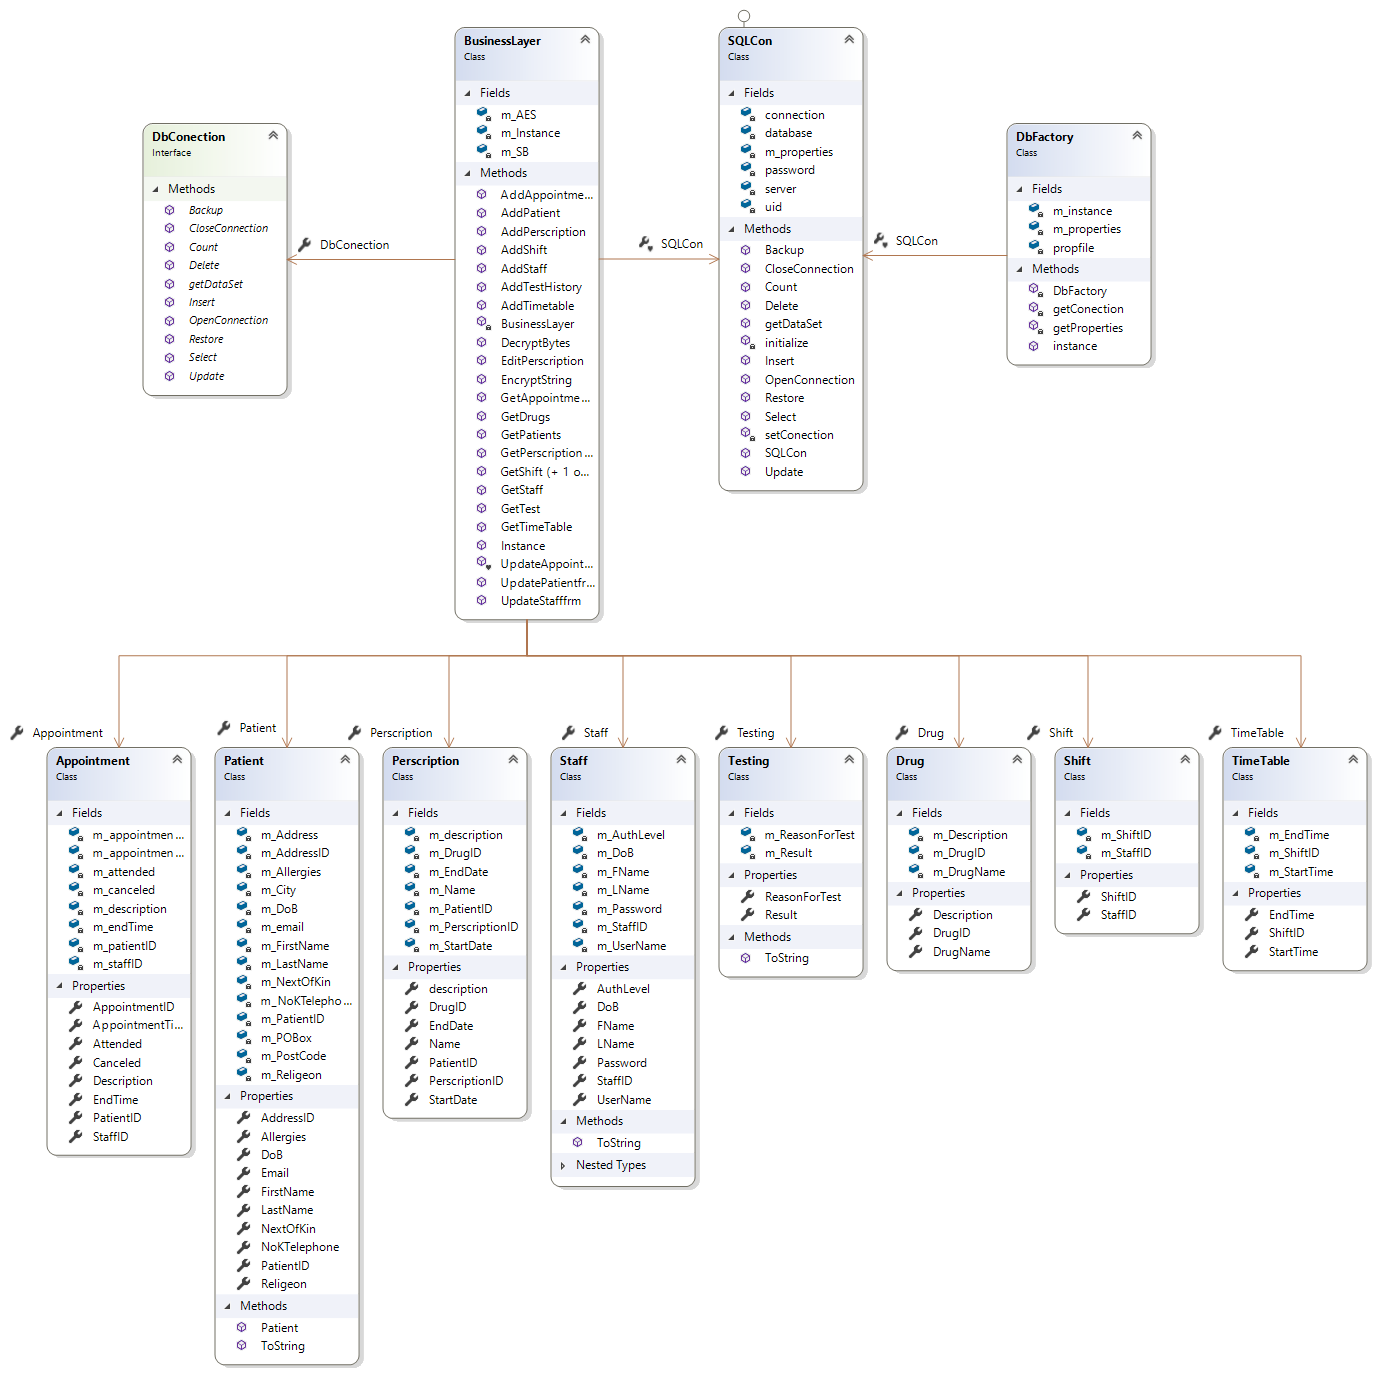 BusinessLayer
Class
Fields
m_AES
m_Instance
m_SB
Methods
AddAppointme...
AddPatient
AddPerscription
AddShift
AddStaff
AddTestHistory
AddTimetable
BusinessLayer
DecryptBytes
EditPerscription
EncryptString
GetAppointme...
GetDrugs
GetPatients
GetPerscription...
GetShift (+ 1 o...
GetStaff
GetTest
GetTimeTable
Instance
UpdateAppoint...
UpdatePatientfr...
UpdateStafffrm
SQLCon
Class
Fields
connection
database
m_properties
password
server
uid
Methods
Backup
CloseConnection
Count
Delete
getDataSet
initialize
Insert
OpenConnection
Restore
Select
setConection
SQLCon
Update
DbConection
Interface
Methods
Backup
CloseConnection
Count
Delete
getDataSet
Insert
OpenConnection
Restore
Select
Update
DbFactory
Class
Fields
m_instance
m_properties
propfile
Methods
DbFactory
getConection
getProperties
instance
DbConection
SQLCon
SQLCon
Appointment
Patient
Perscription
Staff
Testing
Drug
Shift
TimeTable
Appointment
Class
Fields
m_appointmen...
m_appointmen...
m_attended
m_canceled
m_description
m_endTime
m_patientID
m_staffID
Properties
AppointmentID
AppointmentTi...
Attended
Canceled
Description
EndTime
PatientID
StaffID
Patient
Class
Fields
m_Address
m_AddressID
m_Allergies
m_City
m_DoB
m_email
m_FirstName
m_LastName
m_NextOfKin
m_NoKTelepho...
m_PatientID
m_POBox
m_PostCode
m_Religeon
Properties
AddressID
Allergies
DoB
Email
FirstName
LastName
NextOfKin
NoKTelephone
PatientID
Religeon
Methods
Patient
ToString
Perscription
Class
Fields
m_description
m_DrugID
m_EndDate
m_Name
m_PatientID
m_PerscriptionID
m_StartDate
Properties
description
DrugID
EndDate
Name
PatientID
PerscriptionID
StartDate
Staff
Class
Fields
m_AuthLevel
m_DoB
m_FName
m_LName
m_Password
m_StaffID
m_UserName
Properties
AuthLevel
DoB
FName
LName
Password
StaffID
UserName
Methods
ToString
Nested Types
Testing
Class
Fields
m_ReasonForTest
m_Result
Properties
ReasonForTest
Result
Methods
ToString
Drug
Class
Fields
m_Description
m_DrugID
m_DrugName
Properties
Description
DrugID
DrugName
Shift
Class
Fields
m_ShiftID
m_StaffID
Properties
ShiftID
StaffID
TimeTable
Class
Fields
m_EndTime
m_ShiftID
m_StartTime
Properties
EndTime
ShiftID
StartTime